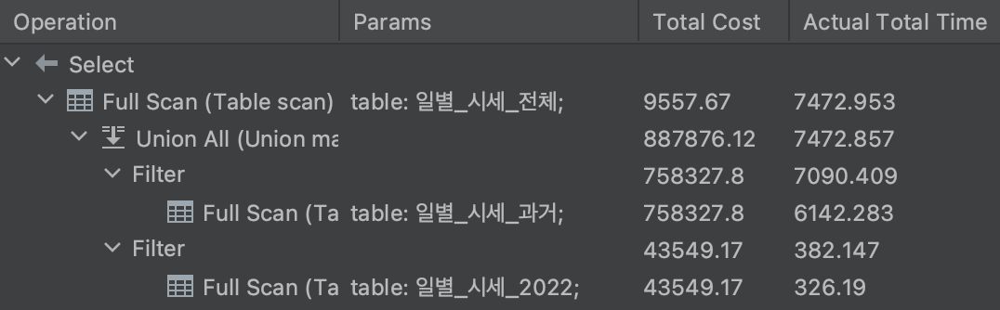 Operation Params Total Cost Actual Total Time
Select
Full Scan (Table scan) table: 일별_시세_전체; 9557.67 7472.953
Union All (Union ma 887876.12 7472.857
Filter 758327.8 7090.409
Full Scan (Ta table: 일별_시세_과거; 758327.8 6142.283
Filter 43549.17 382.147
Full Scan (Ta table: 일별_시세_2022; 43549.17 326.19